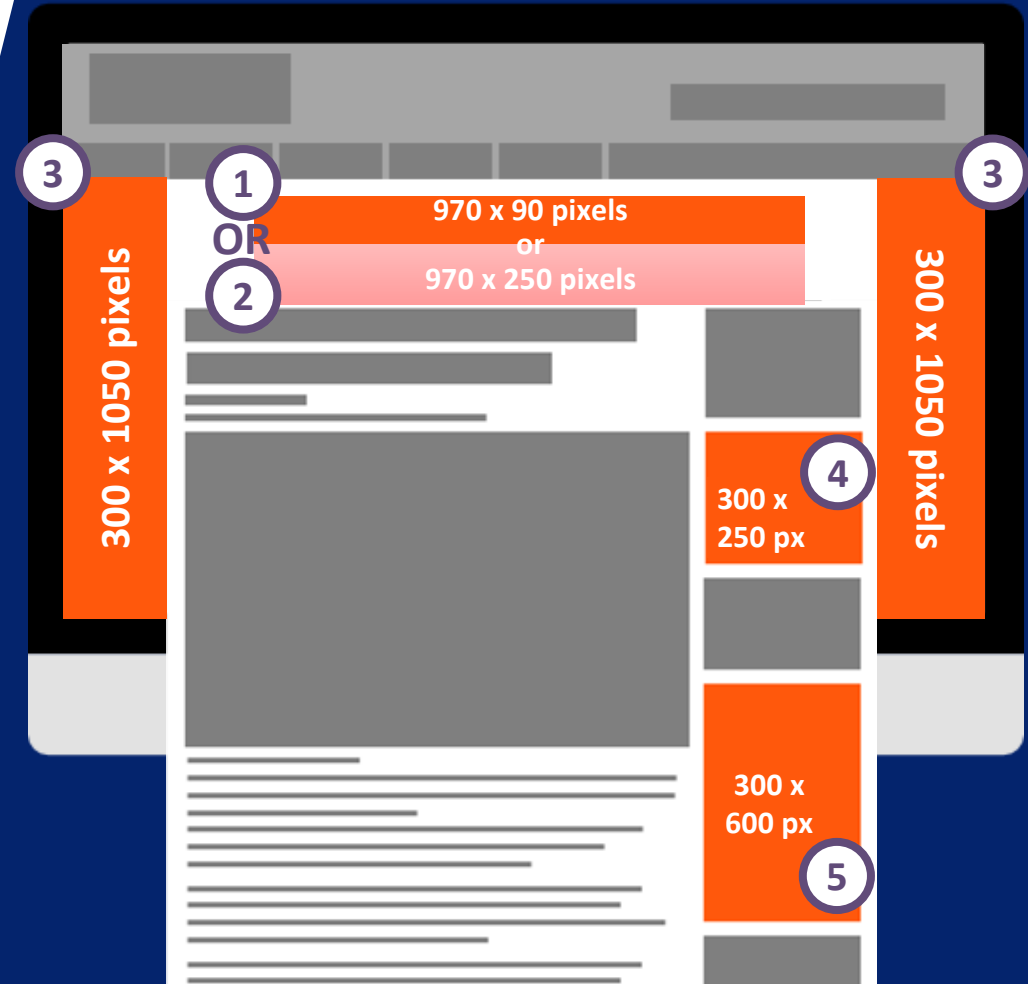 3
3
1
970 x 90 pixels
OR
or
2
970 x 250 pixels
300 x 1050 pixels
300 x 1050 pixels
4
300 x
250 px
300 x
600 px
5